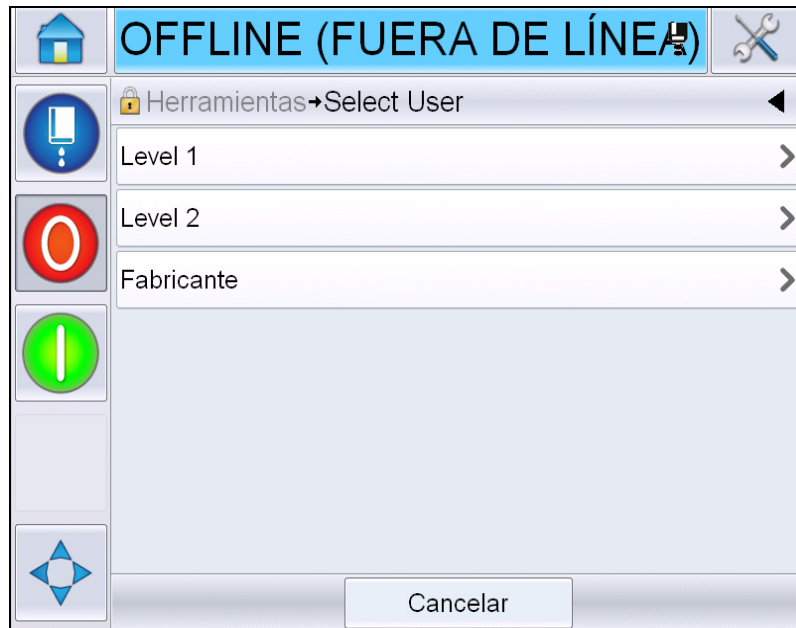 OFFLINE (FUERA DE LÍNEA)
Herramientas→Select User
Level 1
Level 2
Fabricante
Cancelar